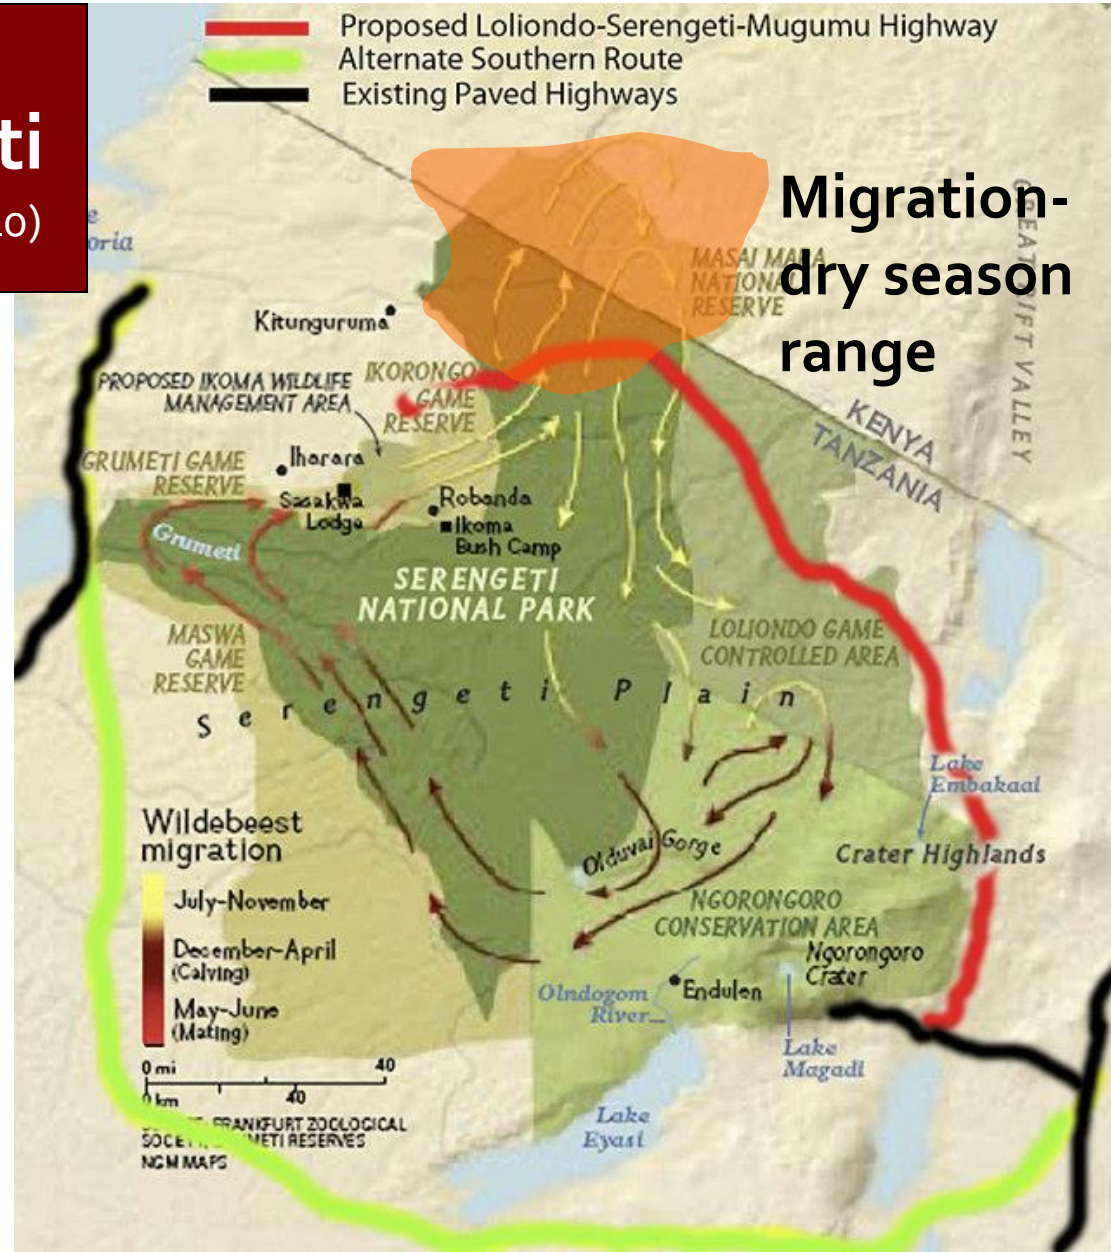 Proposed Loliondo-Serengeti-Mugumu Highway
Alternate Southern Route
Existing Paved Highways
ti
Migration-
dry season
range
GREAT RIFT VALLEY
MASAI MARA
NATIONAL
RESERVE
Kitunguruma
PROPOSED IKOMA WILDLIFE
MANAGEMENT AREA
IKORONGO
GAME
RESERVE
KENYA
TANZANIA
GRUMETI GAME
RESERVE
Iharara
Sasakwa
Lodge
Robanda
Ikoma
Bush Camp
Grumeti
SERENGETI
NATIONAL PARK
MASWA
GAME
RESERVE
LOLIONDO GAME
CONTROLLED AREA
Serengeti Plain
Lake
Embakaai
Crater Highlands
Olduvai Gorge
NGORONGORO
CONSERVATION AREA
Ngorongoro
Crater
Olndogom
River
Endulen
Lake
Magadi
Lake
Eyasi
Wildebeest
migration
July-November
December-April
(Calving)
May-June
(Mating)
0 mi 40
0 km 40
FRANKFURT ZOOLOGICAL
RESERVES
NGM MAPS